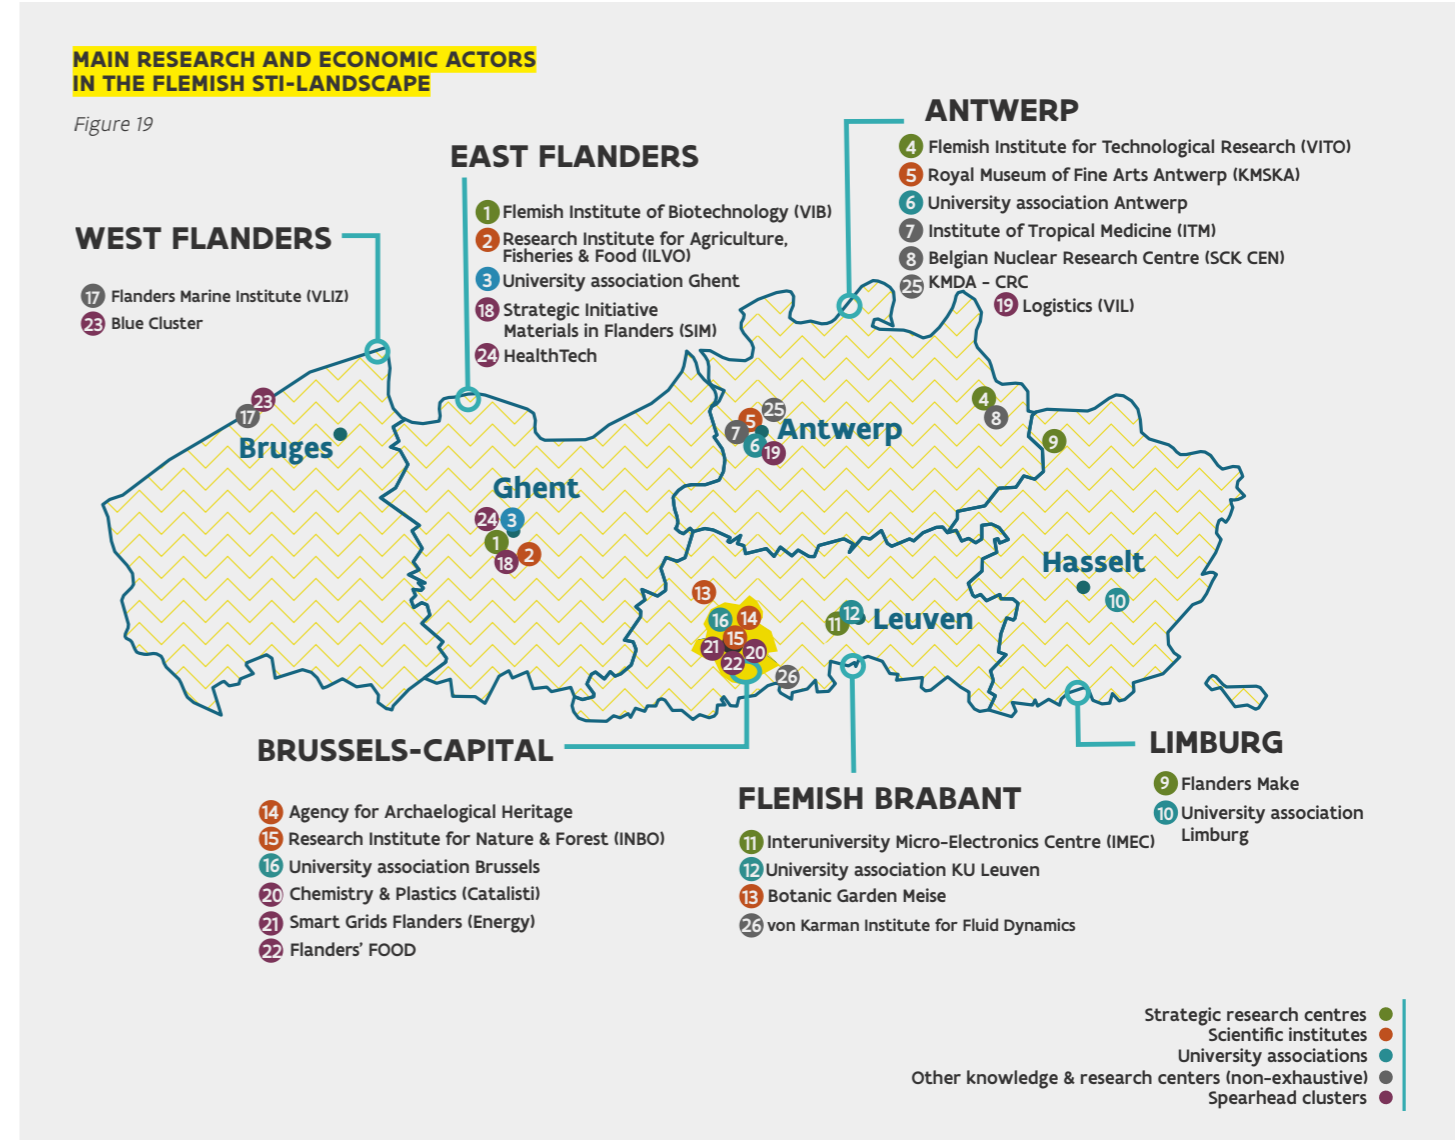 MAIN RESEARCH AND ECONOMIC ACTORS
IN THE FLEMISH STI-LANDSCAPE
Figure 19
WEST FLANDERS
17 Flanders Marine Institute (VLIZ)
23 Blue Cluster
EAST FLANDERS
1 Flemish Institute of Biotechnology (VIB)
2 Research Institute for Agriculture,
Fisheries & Food (ILVO)
3 University association Ghent
18 Strategic Initiative
Materials in Flanders (SIM)
24 HealthTech
ANTWERP
4 Flemish Institute for Technological Research (VITO)
5 Royal Museum of Fine Arts Antwerp (KMSKA)
6 University association Antwerp
7 Institute of Tropical Medicine (ITM)
8 Belgian Nuclear Research Centre (SCK CEN)
25 KMDA - CRC
19 Logistics (VIL)
23
17
Bruges
Ghent
24 3
1
18 2
25
5
7
6
19
Antwerp
4
8
9
Hasselt
10
13
16 14
15
21 20
22
26
12
11
Leuven
BRUSSELS-CAPITAL
14 Agency for Archaelogical Heritage
15 Research Institute for Nature & Forest (INBO)
16 University association Brussels
20 Chemistry & Plastics (Catalisti)
21 Smart Grids Flanders (Energy)
22 Flanders' FOOD
FLEMISH BRABANT
11 Interuniversity Micro-Electronics Centre (IMEC)
12 University association KU Leuven
13 Botanic Garden Meise
26 von Karman Institute for Fluid Dynamics
LIMBURG
9 Flanders Make
10 University association
Limburg
Strategic research centres
Scientific institutes
University associations
Other knowledge & research centers (non-exhaustive)
Spearhead clusters